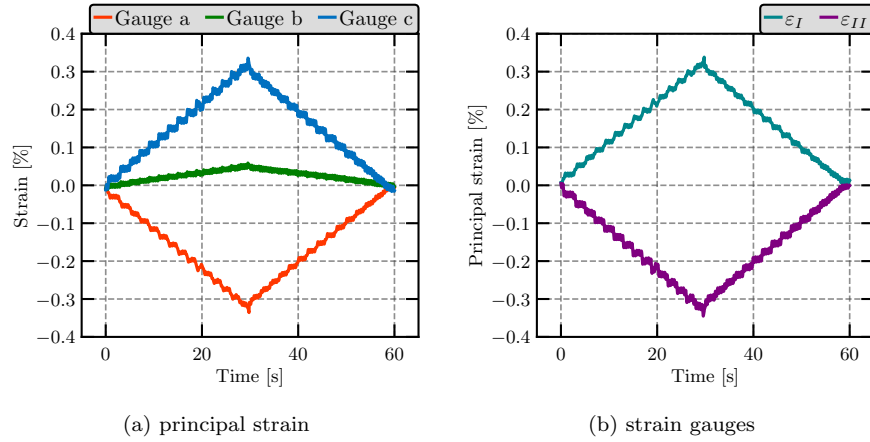 Gauge a Gauge b Gauge c
0.4
0.3
0.2
0.1
0.0
−0.1
−0.2
−0.3
−0.4
Strain [%]
0 20 40 60
Time [s]
(a) principal strain
ε_I ε_{II}
0.4
0.3
0.2
0.1
0.0
−0.1
−0.2
−0.3
−0.4
Principal strain [%]
0 20 40 60
Time [s]
(b) strain gauges